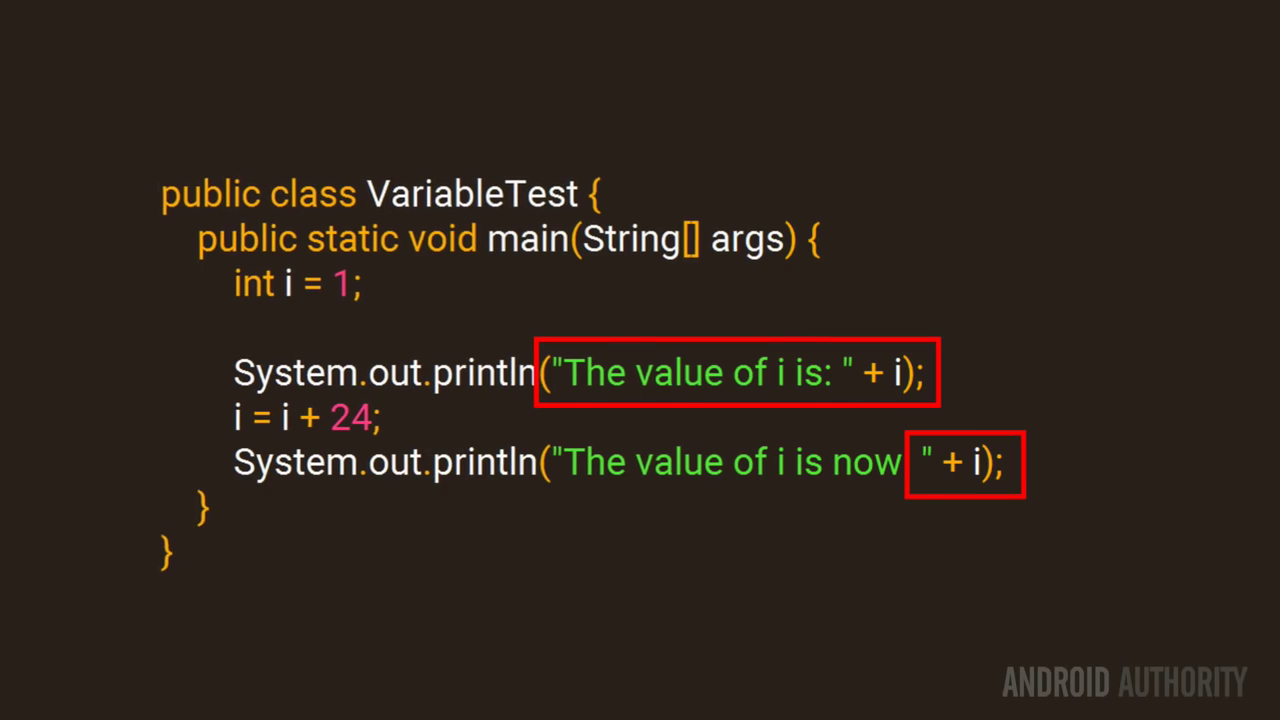 public class VariableTest {
public static void main(String[] args) {
int i = 1;
System.out.println("The value of i is: " + i);
i = i + 24;
System.out.println("The value of i is now " + i);
}
}
ANDROID AUTHORITY